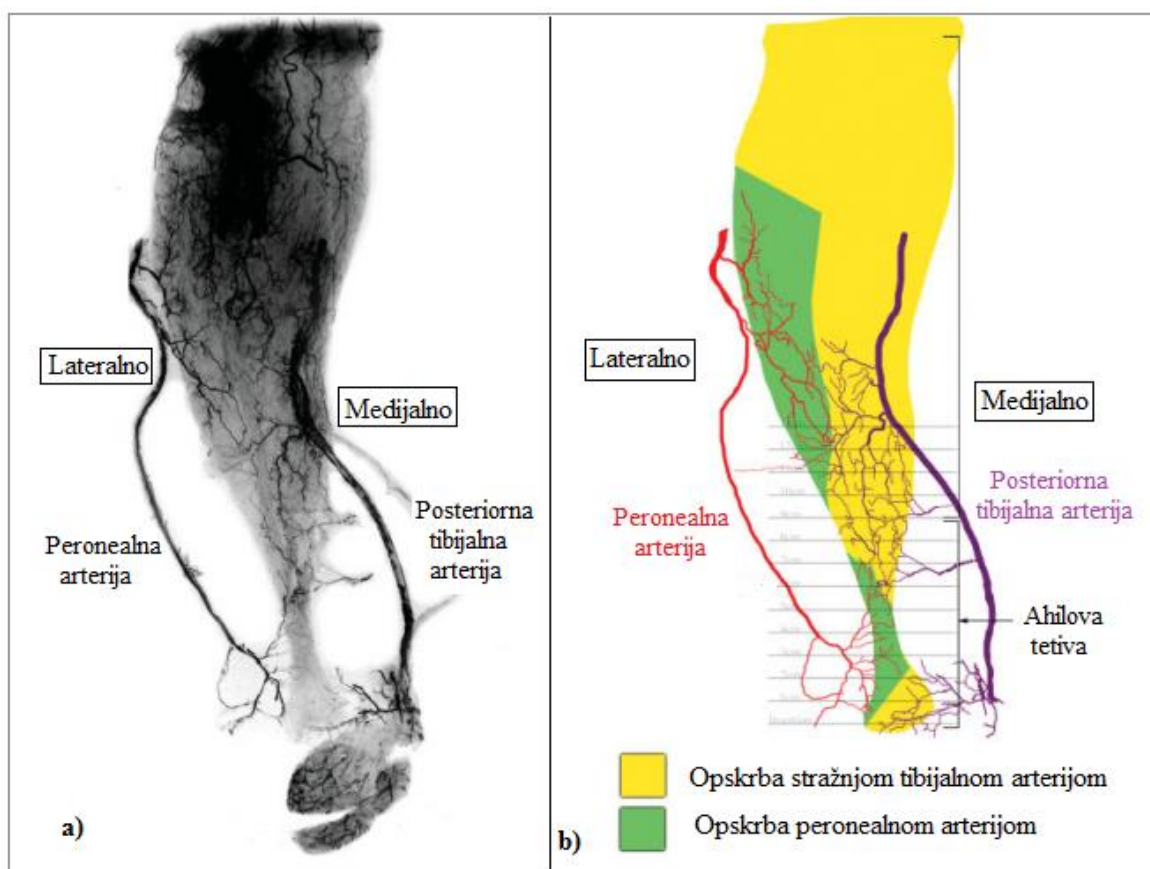 Lateralno
Medijalno
Peronealna
arterija
Posteriorna
tibijalna
arterija
a)
Lateralno
Medijalno
Peronealna
arterija
Posteriorna
tibijalna arterija
Ahilova
tetiva
Opskrba stražnjom tibijalnom arterijom
Opskrba peronealnom arterijom
b)